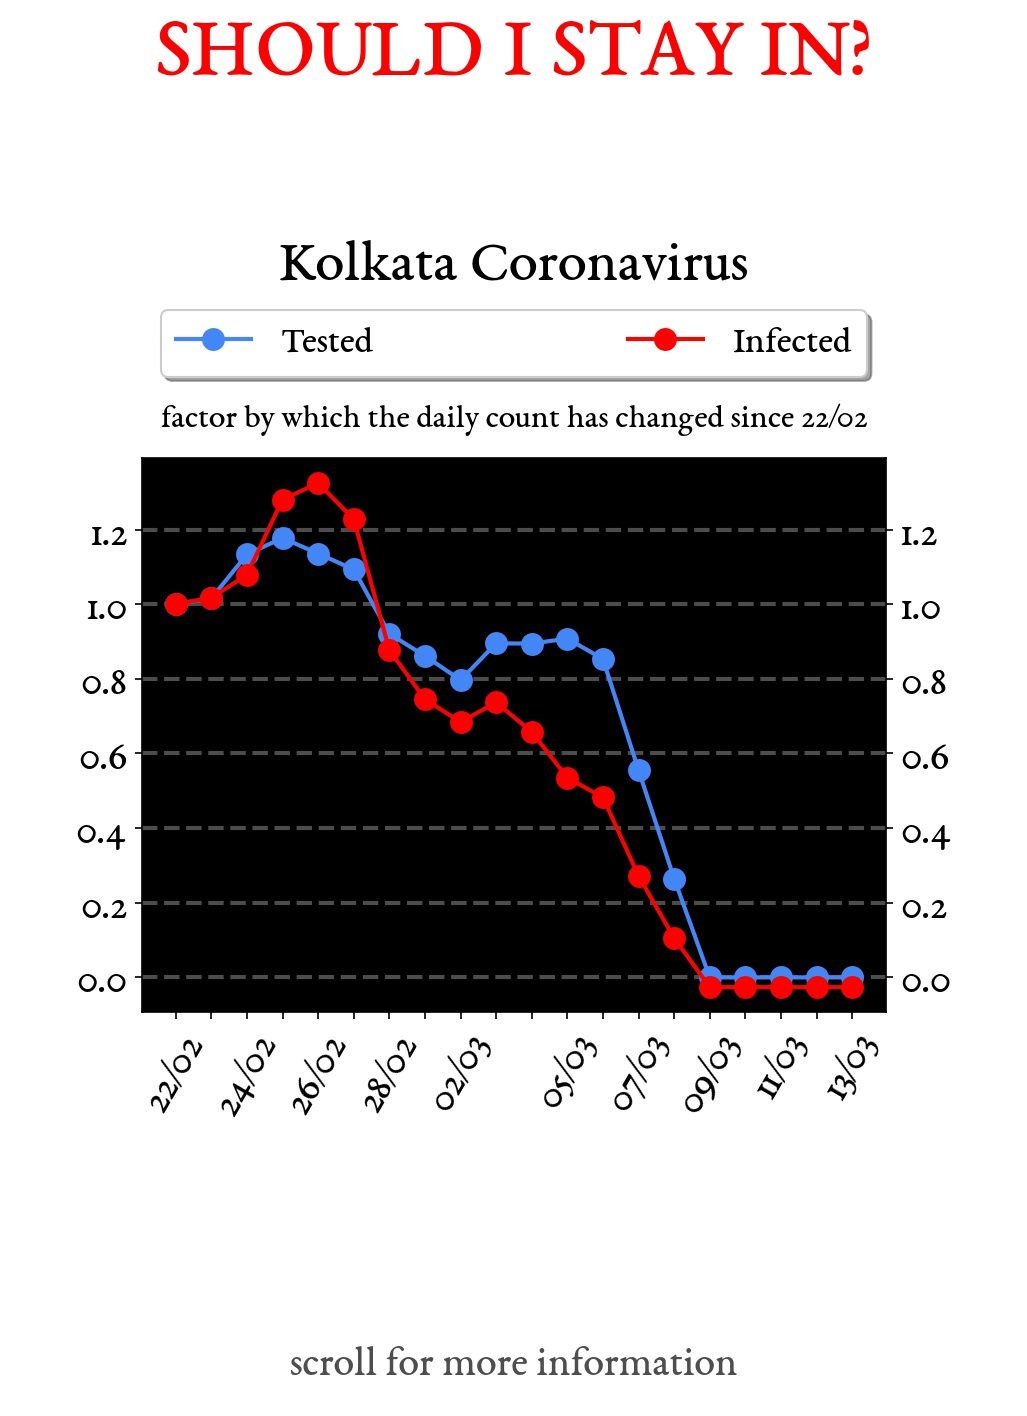 SHOULD I STAY IN?
Kolkata Coronavirus
Tested Infected
factor by which the daily count has changed since 22/02
1.2 1.2
1.0 1.0
0.8 0.8
0.6 0.6
0.4 0.4
0.2 0.2
0.0 0.0
22/02 24/02 26/02 28/02 02/03 05/03 07/03 09/03 11/03 13/03
scroll for more information